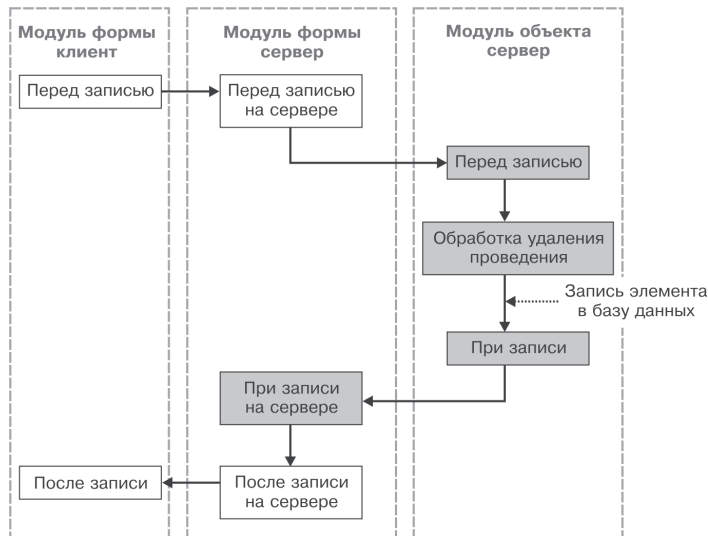 Модуль формы
клиент
Модуль формы
сервер
Модуль объекта
сервер
Перед записью
Перед записью
на сервере
Перед записью
Обработка удаления
проведения
Запись элемента
в базу данных
При записи
При записи
на сервере
После записи
После записи
на сервере